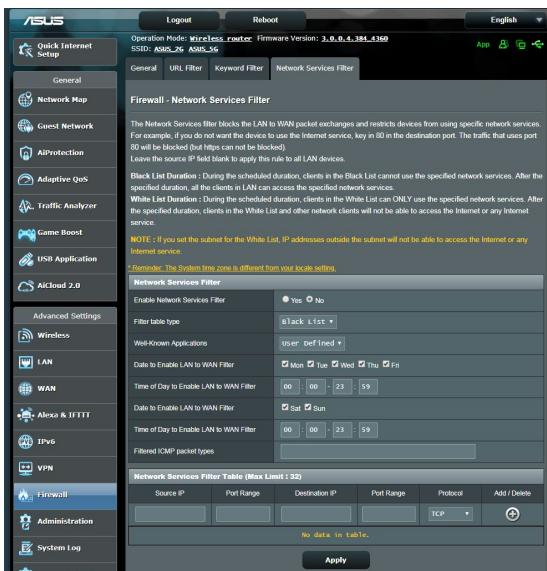 ASUS
Logout
Reboot
English
Operation Mode: Wireless router Firmware Version: 3.0.0.4.384_4360
SSID: ASUS_2G ASUS_5G
App
Quick Internet
Setup
General
Network Map
Guest Network
AiProtection
Adaptive QoS
Traffic Analyzer
Game Boost
USB Application
AiCloud 2.0
Advanced Settings
Wireless
LAN
WAN
Alexa & IFTTT
IPv6
VPN
Firewall
Administration
System Log
General URL Filter Keyword Filter Network Services Filter
Firewall - Network Services Filter
The Network Services filter blocks the LAN to WAN packet exchanges and restricts devices from using specific network services.
For example, if you do not want the device to use the Internet service, key in 80 in the destination port. The traffic that uses port
80 will be blocked (but https can not be blocked).
Leave the source IP field blank to apply this rule to all LAN devices.
Black List Duration : During the scheduled duration, clients in the Black List cannot use the specified network services. After the
specified duration, all the clients in LAN can access the specified network services.
White List Duration : During the scheduled duration, clients in the White List can ONLY use the specified network services. After
the specified duration, clients in the White List and other network clients will not be able to access the Internet or any Internet
service.
NOTE : If you set the subnet for the White List, IP addresses outside the subnet will not be able to access the Internet or any
Internet service.
* Reminder: The System time zone is different from your locale setting.
Network Services Filter
Enable Network Services Filter Yes No
Filter table type Black List
Well-Known Applications User Defined
Date to Enable LAN to WAN Filter Mon Tue Wed Thu Fri
Time of Day to Enable LAN to WAN Filter 00 : 00 - 23 : 59
Date to Enable LAN to WAN Filter Sat Sun
Time of Day to Enable LAN to WAN Filter 00 : 00 - 23 : 59
Filtered ICMP packet types
Network Services Filter Table (Max Limit : 32)
Source IP Port Range Destination IP Port Range Protocol Add / Delete
TCP
No data in table.
Apply